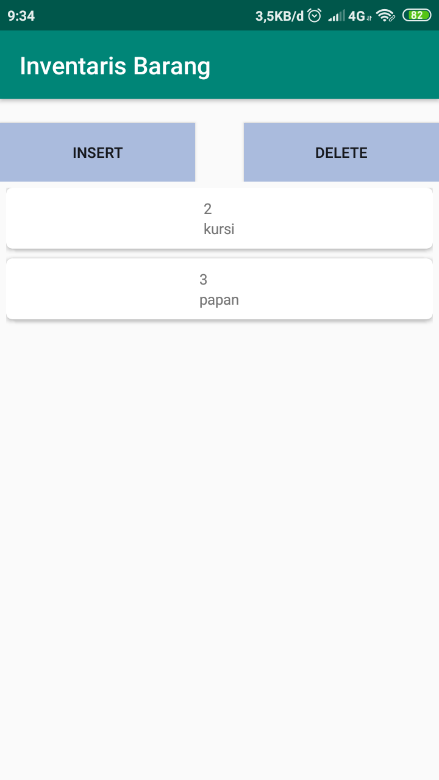 9:34
3,5KB/d 4G 82
Inventaris Barang
INSERT
DELETE
2
kursi
3
papan